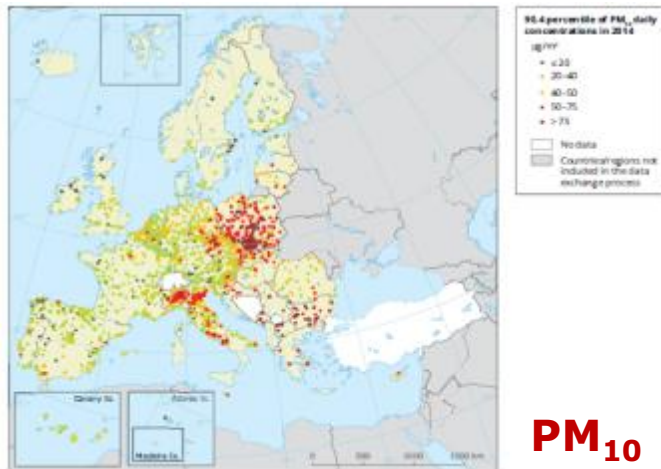 90.4 percentile of PM₁₀ daily
concentrations in 2014
µg/m³
≤ 20
20–40
40–50
50–75
> 75
No data
Countries/regions not
included in the data
exchange process
Canary Is.
Azores Is.
Madeira Is.
0 500 1000 1500 km
PM₁₀